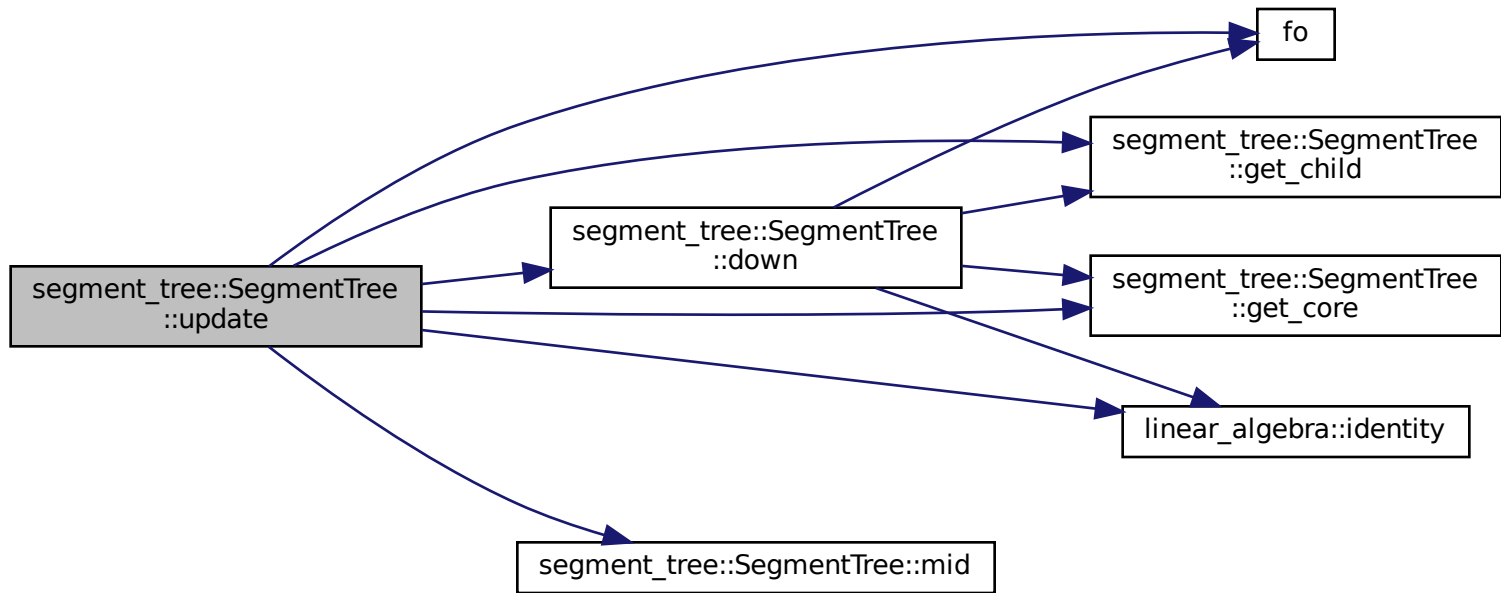 fo
segment_tree::SegmentTree
::get_child
segment_tree::SegmentTree
::down
segment_tree::SegmentTree
::get_core
segment_tree::SegmentTree
::update
linear_algebra::identity
segment_tree::SegmentTree::mid